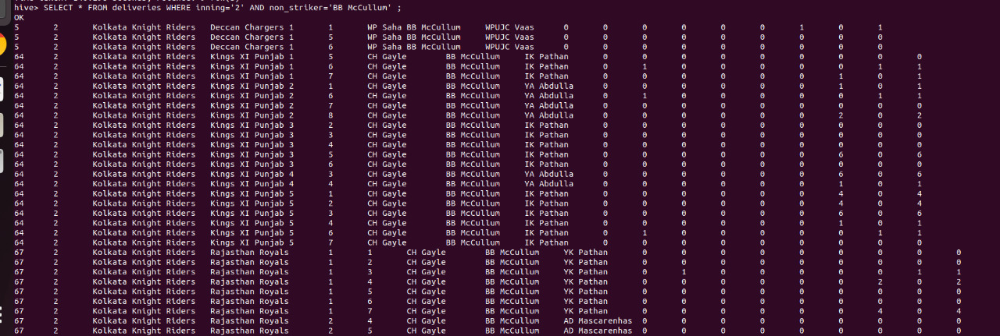 hive> SELECT * FROM deliveries WHERE inning='2' AND non_striker='BB McCullum' ;
OK
5 2 Kolkata Knight Riders Deccan Chargers 1 1 WP Saha BB McCullum WPUJC Vaas 0 0 0 0 0 0 1 0 1
5 2 Kolkata Knight Riders Deccan Chargers 1 5 WP Saha BB McCullum WPUJC Vaas 0 0 0 0 0 0 0 0 0
5 2 Kolkata Knight Riders Deccan Chargers 1 6 WP Saha BB McCullum WPUJC Vaas 0 0 0 0 0 0 0 0 0
64 2 Kolkata Knight Riders Kings XI Punjab 1 5 CH Gayle BB McCullum IK Pathan 0 0 0 0 0 0 0 0 0
64 2 Kolkata Knight Riders Kings XI Punjab 1 6 CH Gayle BB McCullum IK Pathan 0 1 0 0 0 0 0 1 1
64 2 Kolkata Knight Riders Kings XI Punjab 1 7 CH Gayle BB McCullum IK Pathan 0 0 0 0 0 0 1 0 1
64 2 Kolkata Knight Riders Kings XI Punjab 2 1 CH Gayle BB McCullum YA Abdulla 0 0 0 0 0 0 1 0 1
64 2 Kolkata Knight Riders Kings XI Punjab 2 6 CH Gayle BB McCullum YA Abdulla 0 1 0 0 0 0 0 1 1
64 2 Kolkata Knight Riders Kings XI Punjab 2 7 CH Gayle BB McCullum YA Abdulla 0 0 0 0 0 0 0 0 0
64 2 Kolkata Knight Riders Kings XI Punjab 2 8 CH Gayle BB McCullum YA Abdulla 0 0 0 0 0 0 2 0 2
64 2 Kolkata Knight Riders Kings XI Punjab 3 2 CH Gayle BB McCullum IK Pathan 0 0 0 0 0 0 0 0 0
64 2 Kolkata Knight Riders Kings XI Punjab 3 3 CH Gayle BB McCullum IK Pathan 0 0 0 0 0 0 0 0 0
64 2 Kolkata Knight Riders Kings XI Punjab 3 4 CH Gayle BB McCullum IK Pathan 0 0 0 0 0 0 0 0 0
64 2 Kolkata Knight Riders Kings XI Punjab 3 5 CH Gayle BB McCullum IK Pathan 0 0 0 0 0 0 6 0 6
64 2 Kolkata Knight Riders Kings XI Punjab 3 6 CH Gayle BB McCullum IK Pathan 0 0 0 0 0 0 0 0 0
64 2 Kolkata Knight Riders Kings XI Punjab 4 3 CH Gayle BB McCullum YA Abdulla 0 0 0 0 0 0 6 0 6
64 2 Kolkata Knight Riders Kings XI Punjab 4 4 CH Gayle BB McCullum YA Abdulla 0 0 0 0 0 0 1 0 1
64 2 Kolkata Knight Riders Kings XI Punjab 5 1 CH Gayle BB McCullum IK Pathan 0 0 0 0 0 0 4 0 4
64 2 Kolkata Knight Riders Kings XI Punjab 5 2 CH Gayle BB McCullum IK Pathan 0 0 0 0 0 0 4 0 4
64 2 Kolkata Knight Riders Kings XI Punjab 5 3 CH Gayle BB McCullum IK Pathan 0 0 0 0 0 0 6 0 6
64 2 Kolkata Knight Riders Kings XI Punjab 5 4 CH Gayle BB McCullum IK Pathan 0 0 0 0 0 0 1 0 1
64 2 Kolkata Knight Riders Kings XI Punjab 5 6 CH Gayle BB McCullum IK Pathan 0 1 0 0 0 0 0 1 1
64 2 Kolkata Knight Riders Kings XI Punjab 5 7 CH Gayle BB McCullum IK Pathan 0 0 0 0 0 0 0 0 0
67 2 Kolkata Knight Riders Rajasthan Royals 1 1 CH Gayle BB McCullum YK Pathan 0 0 0 0 0 0 0 0 0
67 2 Kolkata Knight Riders Rajasthan Royals 1 2 CH Gayle BB McCullum YK Pathan 0 0 0 0 0 0 0 0 0
67 2 Kolkata Knight Riders Rajasthan Royals 1 3 CH Gayle BB McCullum YK Pathan 0 1 0 0 0 0 0 1 1
67 2 Kolkata Knight Riders Rajasthan Royals 1 4 CH Gayle BB McCullum YK Pathan 0 0 0 0 0 0 2 0 2
67 2 Kolkata Knight Riders Rajasthan Royals 1 5 CH Gayle BB McCullum YK Pathan 0 0 0 0 0 0 0 0 0
67 2 Kolkata Knight Riders Rajasthan Royals 1 6 CH Gayle BB McCullum YK Pathan 0 0 0 0 0 0 0 0 0
67 2 Kolkata Knight Riders Rajasthan Royals 1 7 CH Gayle BB McCullum YK Pathan 0 0 0 0 0 0 4 0 4
67 2 Kolkata Knight Riders Rajasthan Royals 2 4 CH Gayle BB McCullum AD Mascarenhas 0 0 0 0 0 0 0 0 0
67 2 Kolkata Knight Riders Rajasthan Royals 2 5 CH Gayle BB McCullum AD Mascarenhas 0 0 0 0 0 0 0 0 0